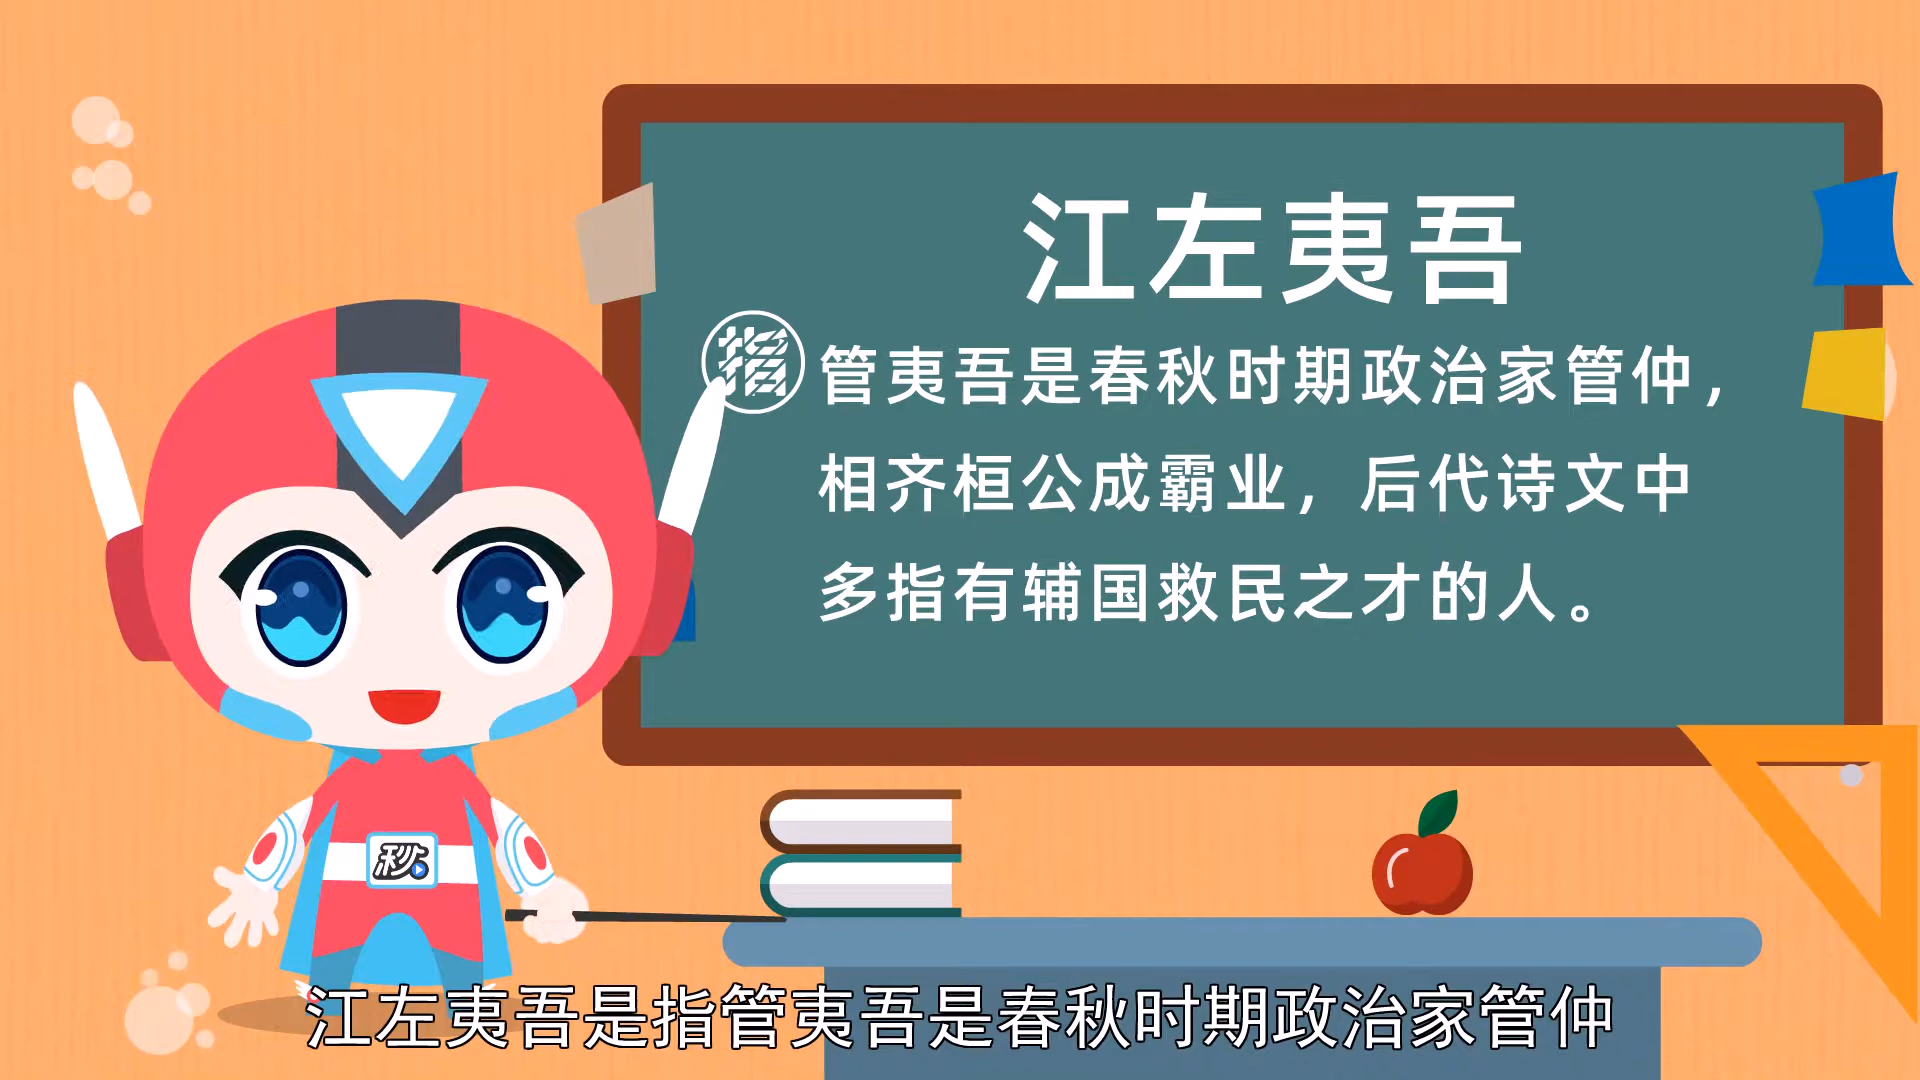 江左夷吾
指
管夷吾是春秋时期政治家管仲，
相齐桓公成霸业，后代诗文中
多指有辅国救民之才的人。
秒
江左夷吾是指管夷吾是春秋时期政治家管仲